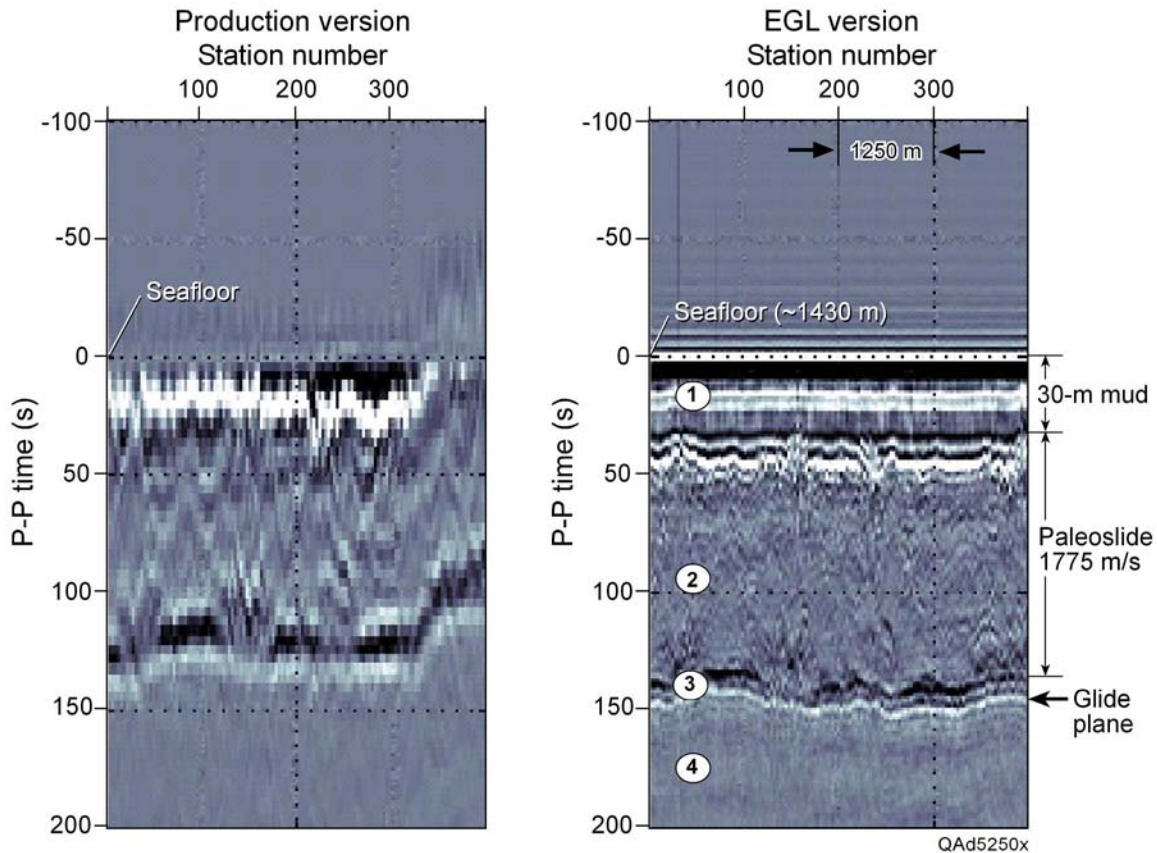 Production version
Station number
100 200 300
-100
-50
0
50
100
150
200
P-P time (s)
Seafloor
EGL version
Station number
100 200 300
-100
-50
0
50
100
150
200
P-P time (s)
1250 m
Seafloor (~1430 m)
1
2
3
4
30-m mud
Paleoslide
1775 m/s
Glide
plane
QAd5250x